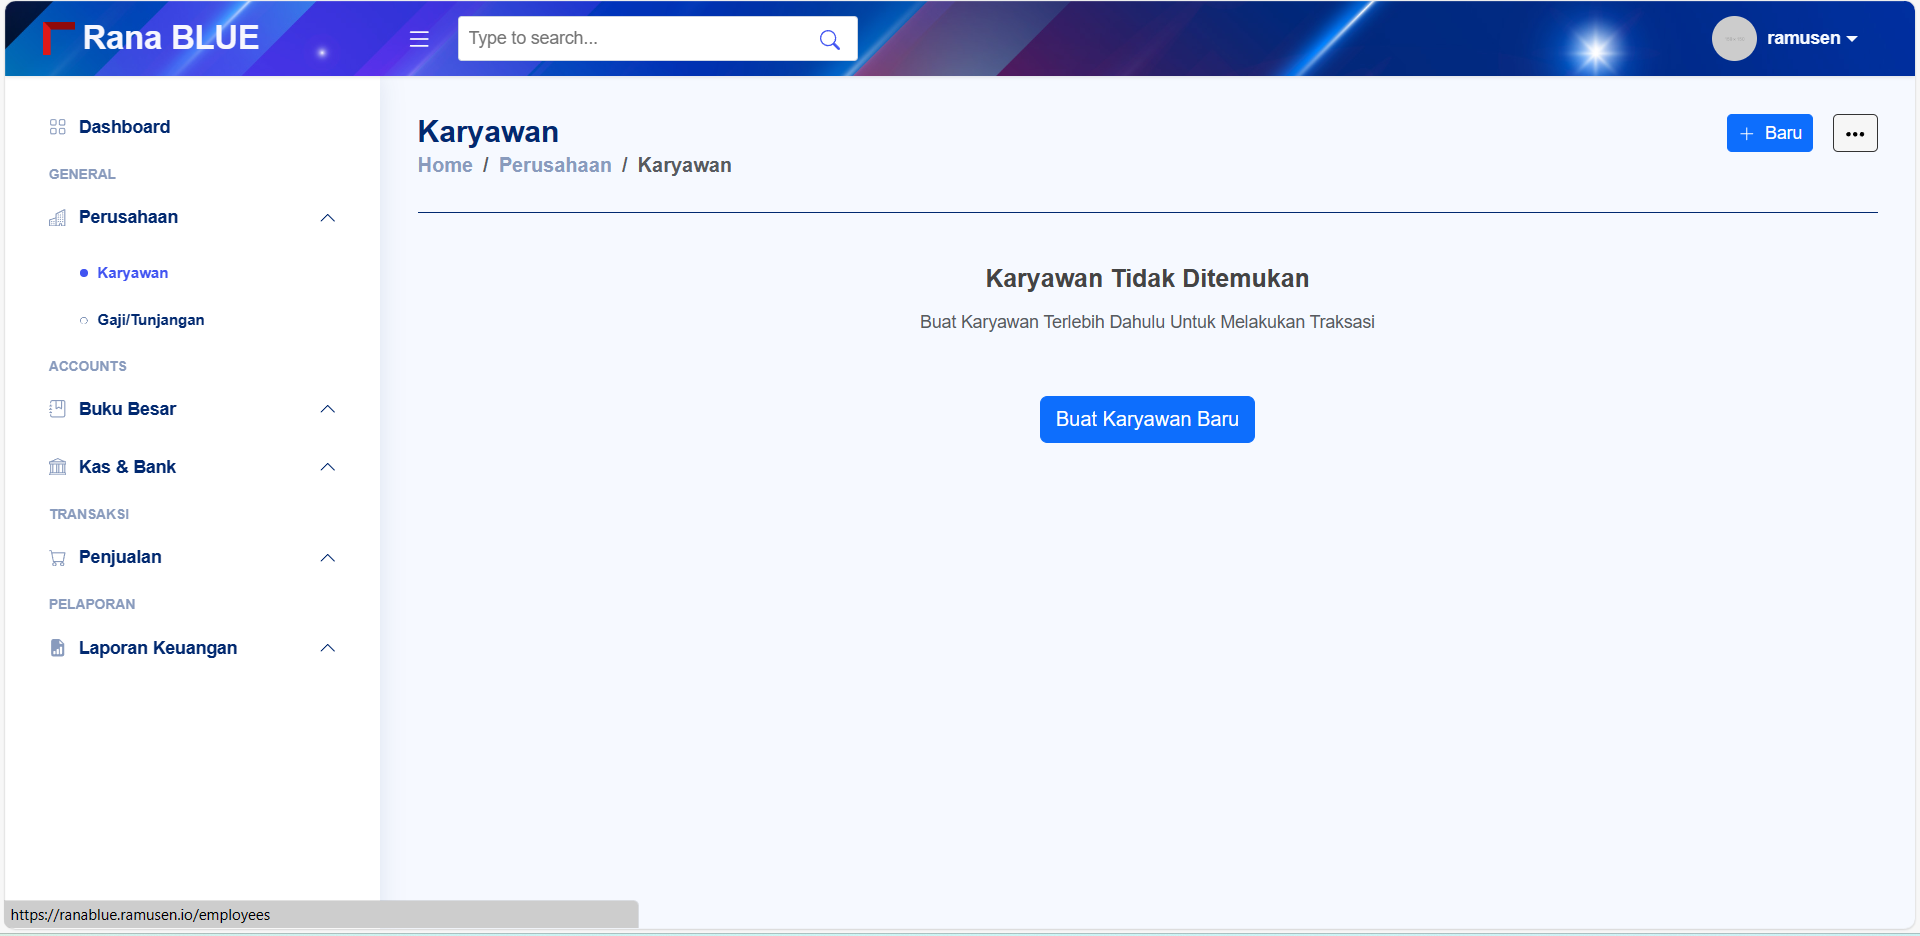 Rana BLUE
Type to search...
ramusen
Dashboard
GENERAL
Perusahaan
Karyawan
Gaji/Tunjangan
ACCOUNTS
Buku Besar
Kas & Bank
TRANSAKSI
Penjualan
PELAPORAN
Laporan Keuangan
Karyawan
Home / Perusahaan / Karyawan
Baru
Karyawan Tidak Ditemukan
Buat Karyawan Terlebih Dahulu Untuk Melakukan Traksasi
Buat Karyawan Baru
https://ranablue.ramusen.io/employees